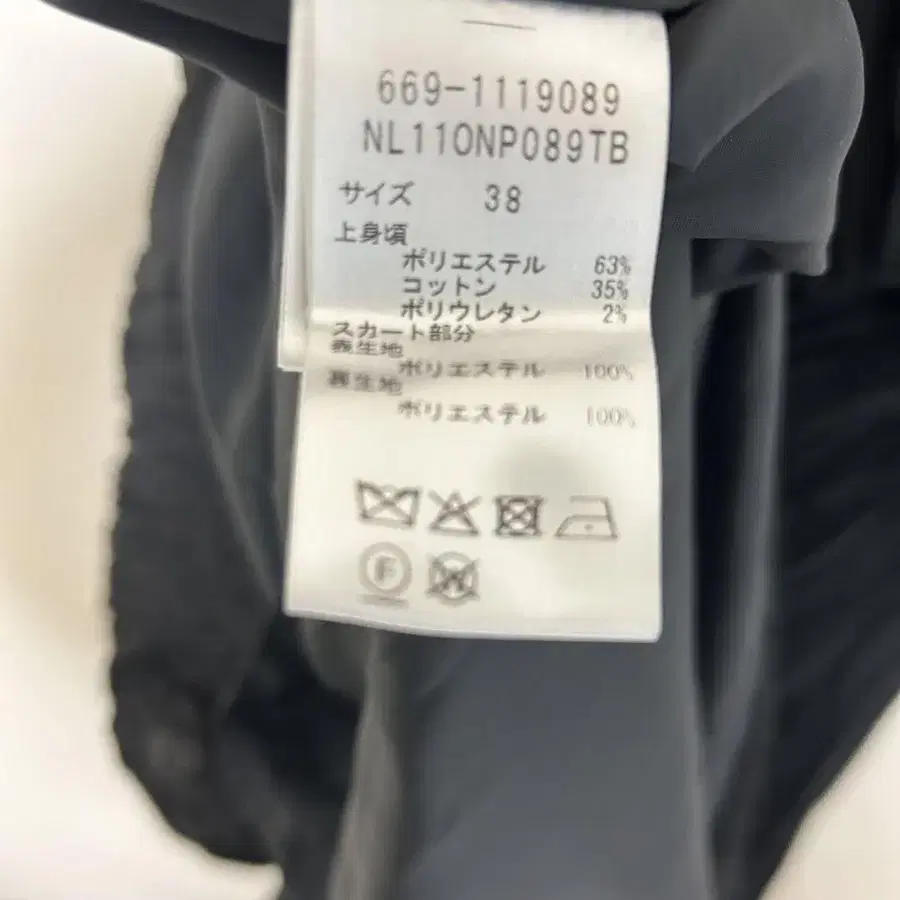 669-1119089
NL11ONP089TB
サイズ 38
上身頃
ポリエステル 63%
コットン 35%
ポリウレタン 2%
スカート部分
表生地
ポリエステル 100%
裏生地
ポリエステル 100%
F
W